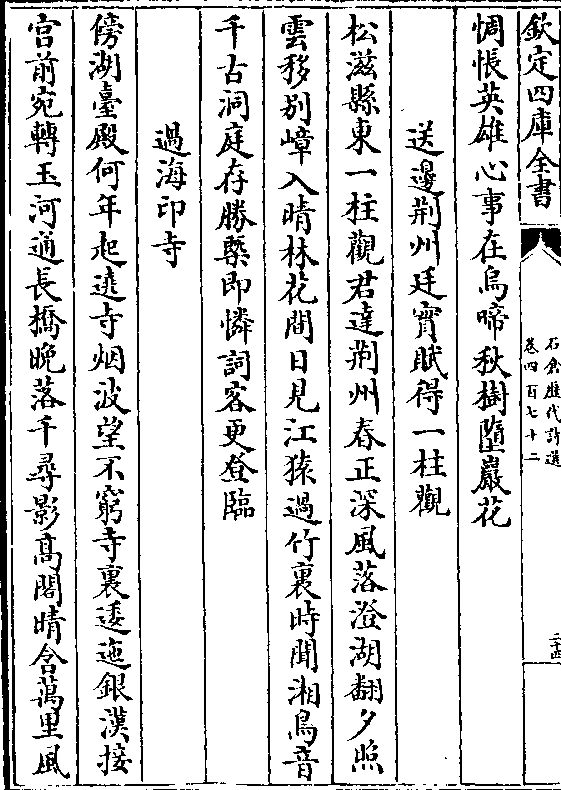 欽定四庫全書
石倉歷代詩選
卷四百七十二
二十四
惆悵英雄心事在烏啼秋樹墮巖花
送邊荆州廷實賦得一柱觀
松滋縣東一柱觀君逹荆州春正深風落澄湖翻夕照
雲移别嶂入晴林花間日見江猿過竹裏時聞湘鳥音
千古洞庭存勝槩即憐詞客更登臨
過海印寺
傍湖臺殿何年起遶寺烟波望不窮寺裏逶迤銀漢接
宫前宛轉玉河通長橋晚落千尋影髙閣晴含萬里風